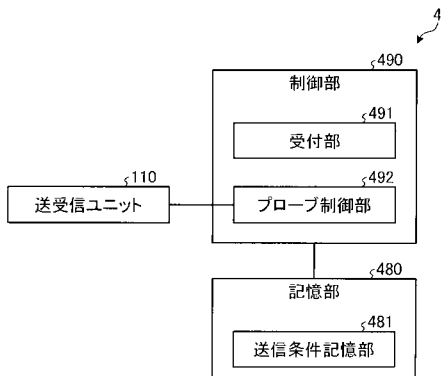 4
490
制御部
491
受付部
110
送受信ユニット
492
プローブ制御部
480
記憶部
481
送信条件記憶部